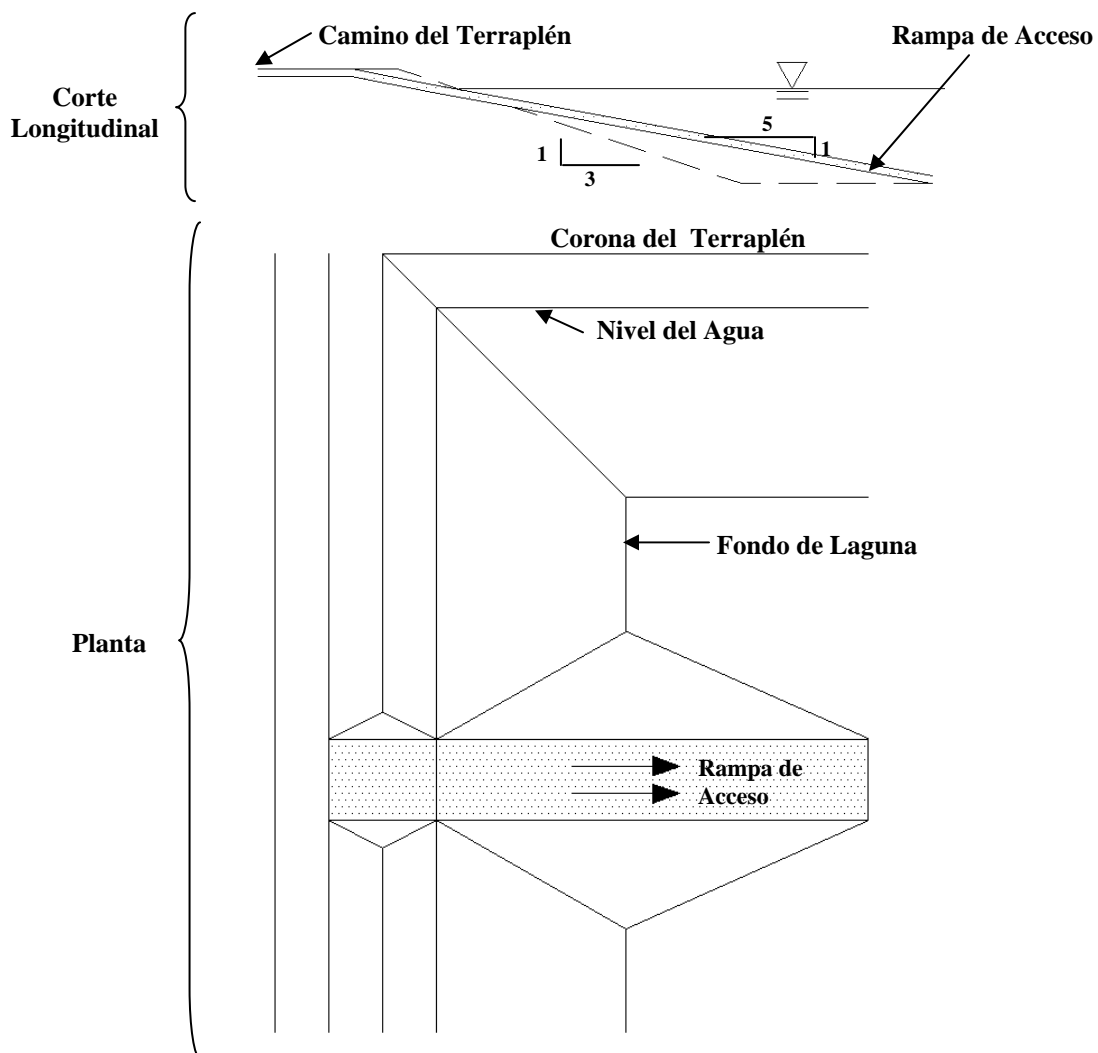 Camino del Terraplén
Rampa de Acceso
Corte
Longitudinal
5
1
1
3
Corona del Terraplén
Nivel del Agua
Fondo de Laguna
Planta
Rampa de
Acceso